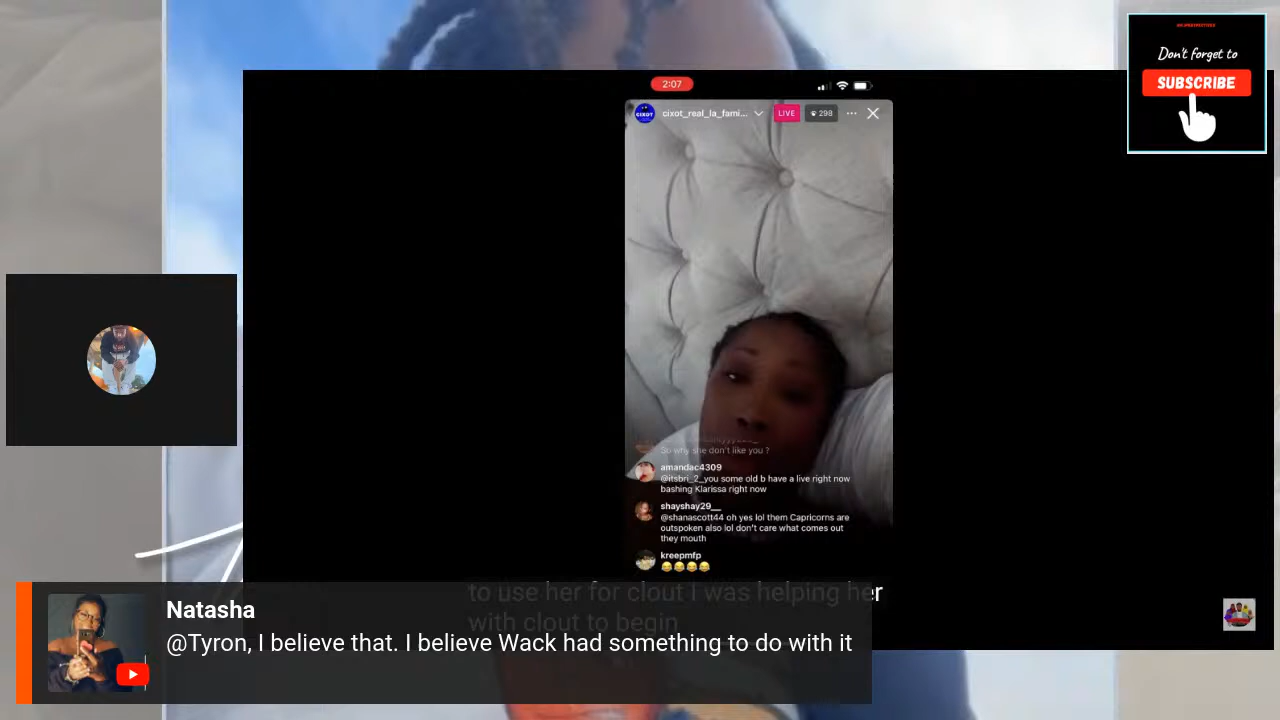 Don't forget to
SUBSCRIBE
2:07
CIXOT
cixot_real_la_fami...
LIVE
298
So why she don't like you ?
amandac4309
@itsbri_2_you some old b have a live right now
bashing Klarissa right now
shayshay29__
@shanascott44 oh yes lol them Capricorns are
outspoken also lol don't care what comes out
they mouth
kreepmfp
😂😂😂😂
to use her for clout I was helping her
with clout to begin
Natasha
@Tyron, I believe that. I believe Wack had something to do with it